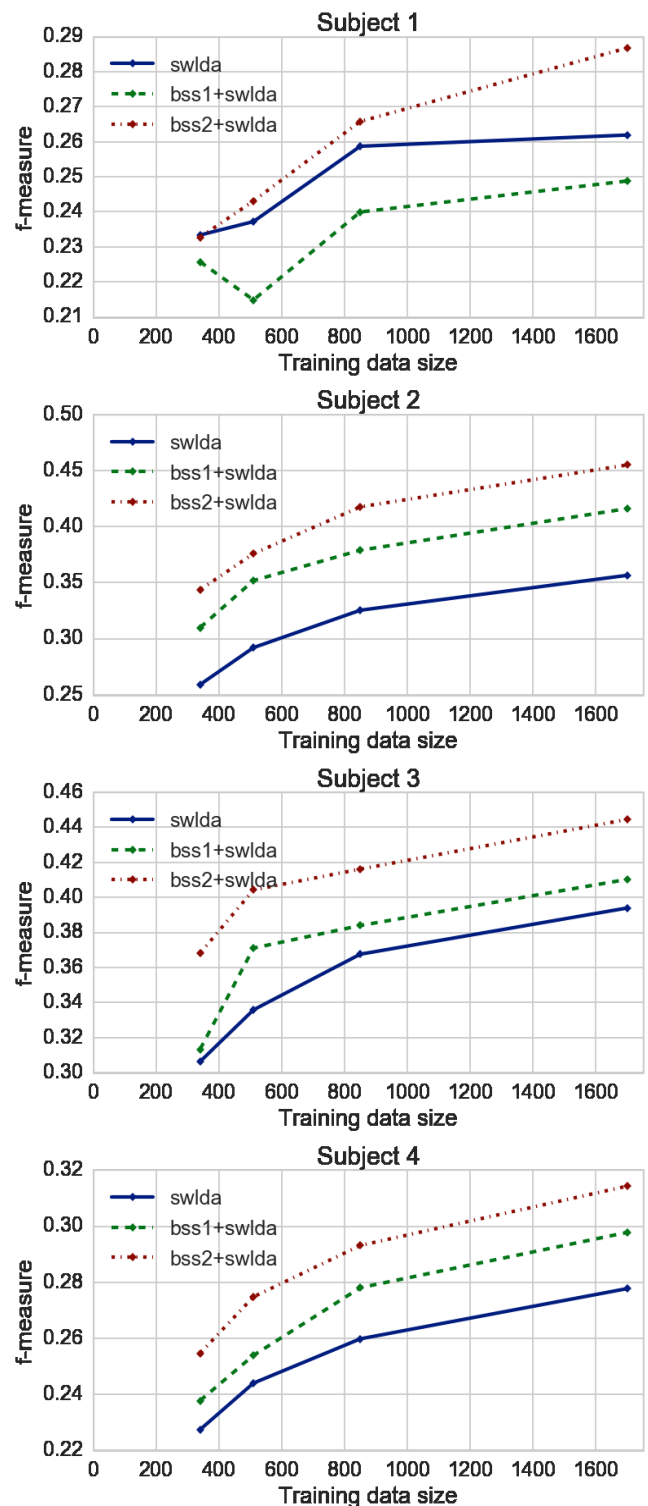 Subject 1
0.29
0.28
0.27
0.26
0.25
0.24
0.23
0.22
0.21
f-measure
swlda
bss1+swlda
bss2+swlda
0 200 400 600 800 1000 1200 1400 1600
Training data size
Subject 2
0.50
0.45
0.40
0.35
0.30
0.25
f-measure
swlda
bss1+swlda
bss2+swlda
0 200 400 600 800 1000 1200 1400 1600
Training data size
Subject 3
0.46
0.44
0.42
0.40
0.38
0.36
0.34
0.32
0.30
f-measure
swlda
bss1+swlda
bss2+swlda
0 200 400 600 800 1000 1200 1400 1600
Training data size
Subject 4
0.32
0.30
0.28
0.26
0.24
0.22
f-measure
swlda
bss1+swlda
bss2+swlda
0 200 400 600 800 1000 1200 1400 1600
Training data size